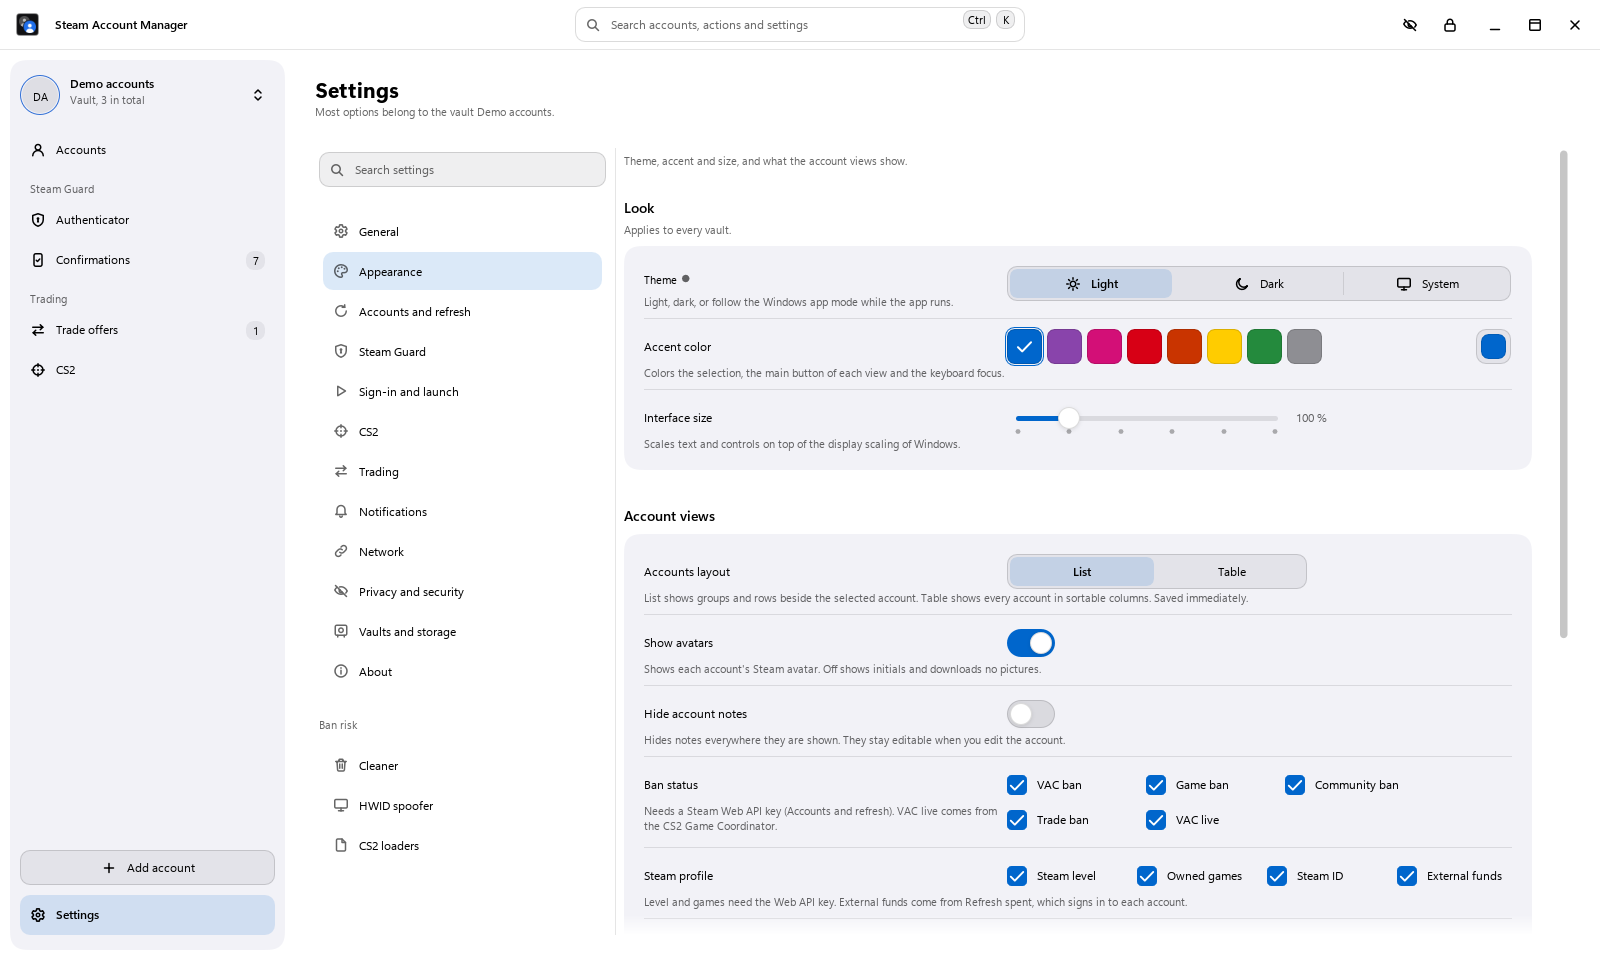 Steam Account Manager
Search accounts, actions and settings
Ctrl K
DA
Demo accounts
Vault, 3 in total
Accounts
Steam Guard
Authenticator
Confirmations 7
Trading
Trade offers 1
CS2
Add account
Settings
Settings
Most options belong to the vault Demo accounts.
Search settings
General
Appearance
Accounts and refresh
Steam Guard
Sign-in and launch
CS2
Trading
Notifications
Network
Privacy and security
Vaults and storage
About
Ban risk
Cleaner
HWID spoofer
CS2 loaders
Theme, accent and size, and what the account views show.
Look
Applies to every vault.
Theme
Light Dark System
Light, dark, or follow the Windows app mode while the app runs.
Accent color
Colors the selection, the main button of each view and the keyboard focus.
Interface size
100 %
Scales text and controls on top of the display scaling of Windows.
Account views
Accounts layout
List Table
List shows groups and rows beside the selected account. Table shows every account in sortable columns. Saved immediately.
Show avatars
Shows each account's Steam avatar. Off shows initials and downloads no pictures.
Hide account notes
Hides notes everywhere they are shown. They stay editable when you edit the account.
Ban status
VAC ban Game ban Community ban
Needs a Steam Web API key (Accounts and refresh). VAC live comes from
the CS2 Game Coordinator.
Trade ban VAC live
Steam profile
Steam level Owned games Steam ID External funds
Level and games need the Web API key. External funds come from Refresh spent, which signs in to each account.